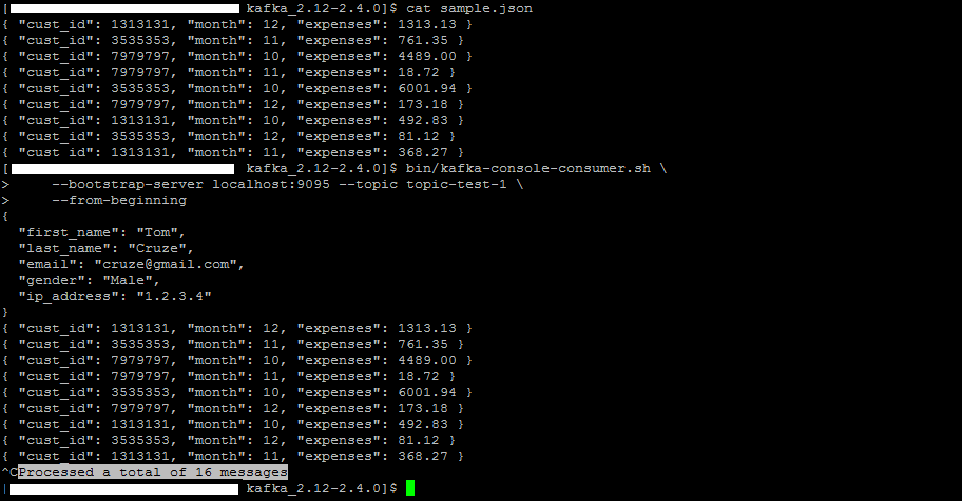 [ kafka_2.12-2.4.0]$ cat sample.json
{ "cust_id": 1313131, "month": 12, "expenses": 1313.13 }
{ "cust_id": 3535353, "month": 11, "expenses": 761.35 }
{ "cust_id": 7979797, "month": 10, "expenses": 4489.00 }
{ "cust_id": 7979797, "month": 11, "expenses": 18.72 }
{ "cust_id": 3535353, "month": 10, "expenses": 6001.94 }
{ "cust_id": 7979797, "month": 12, "expenses": 173.18 }
{ "cust_id": 1313131, "month": 10, "expenses": 492.83 }
{ "cust_id": 3535353, "month": 12, "expenses": 81.12 }
{ "cust_id": 1313131, "month": 11, "expenses": 368.27 }
[ kafka_2.12-2.4.0]$ bin/kafka-console-consumer.sh \
>     --bootstrap-server localhost:9095 --topic topic-test-1 \
>     --from-beginning
{
  "first_name": "Tom",
  "last_name": "Cruze",
  "email": "cruze@gmail.com",
  "gender": "Male",
  "ip_address": "1.2.3.4"
}
{ "cust_id": 1313131, "month": 12, "expenses": 1313.13 }
{ "cust_id": 3535353, "month": 11, "expenses": 761.35 }
{ "cust_id": 7979797, "month": 10, "expenses": 4489.00 }
{ "cust_id": 7979797, "month": 11, "expenses": 18.72 }
{ "cust_id": 3535353, "month": 10, "expenses": 6001.94 }
{ "cust_id": 7979797, "month": 12, "expenses": 173.18 }
{ "cust_id": 1313131, "month": 10, "expenses": 492.83 }
{ "cust_id": 3535353, "month": 12, "expenses": 81.12 }
{ "cust_id": 1313131, "month": 11, "expenses": 368.27 }
^CProcessed a total of 16 messages
[ kafka_2.12-2.4.0]$